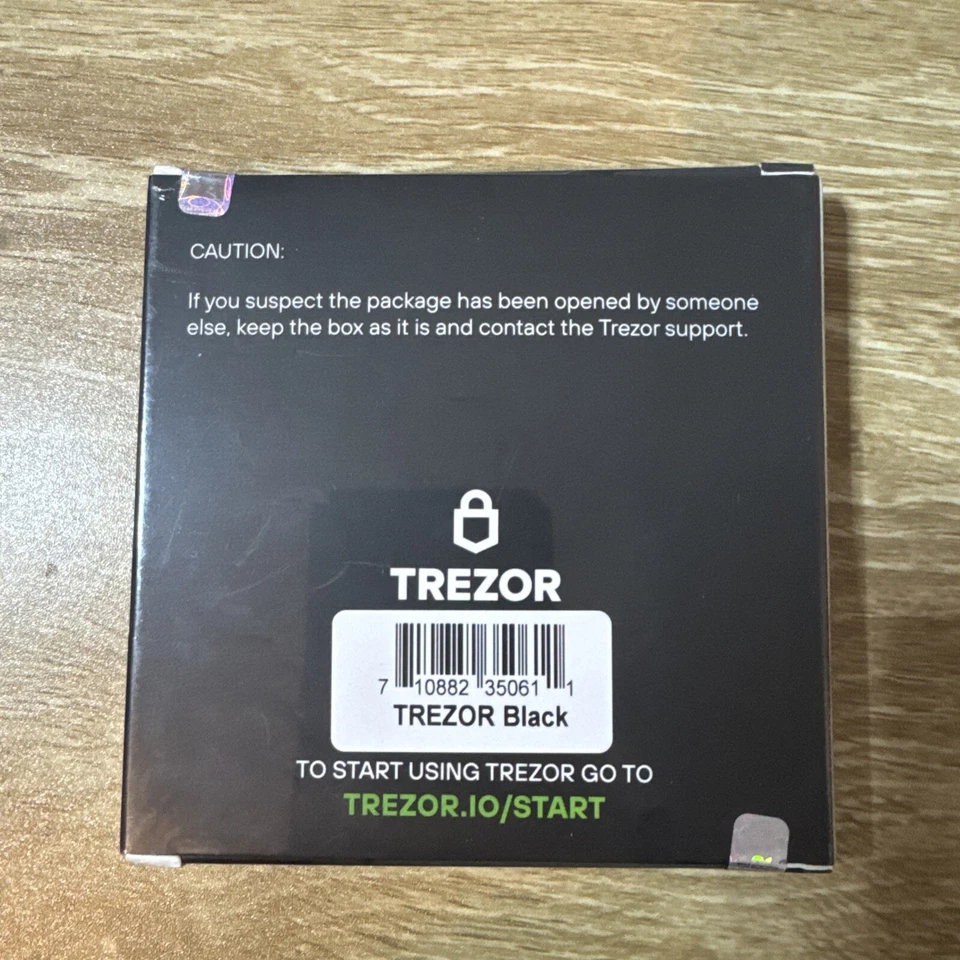 CAUTION:
If you suspect the package has been opened by someone
else, keep the box as it is and contact the Trezor support.
TREZOR
7 10882 35061 1
TREZOR Black
TO START USING TREZOR GO TO
TREZOR.IO/START